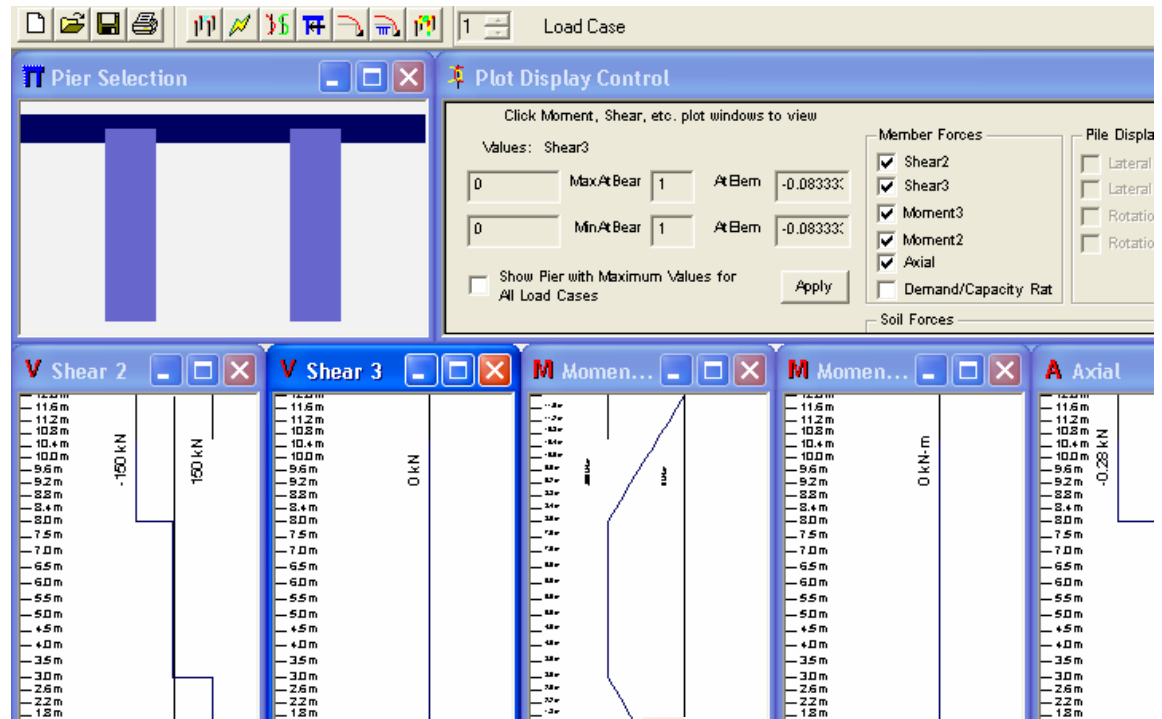 1 Load Case
Pier Selection
Plot Display Control
Click Moment, Shear, etc. plot windows to view
Values: Shear3
0 Max At Bear 1 At Elem -0.08333
0 Min At Bear 1 At Elem -0.08333
Show Pier with Maximum Values for
All Load Cases
Apply
Member Forces
Shear2
Shear3
Moment3
Moment2
Axial
Demand/Capacity Rat
Pile Displa
Lateral
Lateral
Rotatio
Rotatio
Soil Forces
V Shear 2
12.0m
11.6m
11.2m
10.8m
10.4m
10.0m
9.6m
9.2m
8.8m
8.4m
8.0m
7.5m
7.0m
6.5m
6.0m
5.5m
5.0m
4.5m
4.0m
3.5m
3.0m
2.6m
2.2m
1.8m
-150 kN
150 kN
V Shear 3
12.0m
11.6m
11.2m
10.8m
10.4m
10.0m
9.6m
9.2m
8.8m
8.4m
8.0m
7.5m
7.0m
6.5m
6.0m
5.5m
5.0m
4.5m
4.0m
3.5m
3.0m
2.6m
2.2m
1.8m
0 kN
M Momen...
M Momen...
12.0m
11.6m
11.2m
10.8m
10.4m
10.0m
9.6m
9.2m
8.8m
8.4m
8.0m
7.5m
7.0m
6.5m
6.0m
5.5m
5.0m
4.5m
4.0m
3.5m
3.0m
2.6m
2.2m
1.8m
0 kN-m
A Axial
12.0m
11.6m
11.2m
10.8m
10.4m
10.0m
9.6m
9.2m
8.8m
8.4m
8.0m
7.5m
7.0m
6.5m
6.0m
5.5m
5.0m
4.5m
4.0m
3.5m
3.0m
2.6m
2.2m
1.8m
-0.28 kN